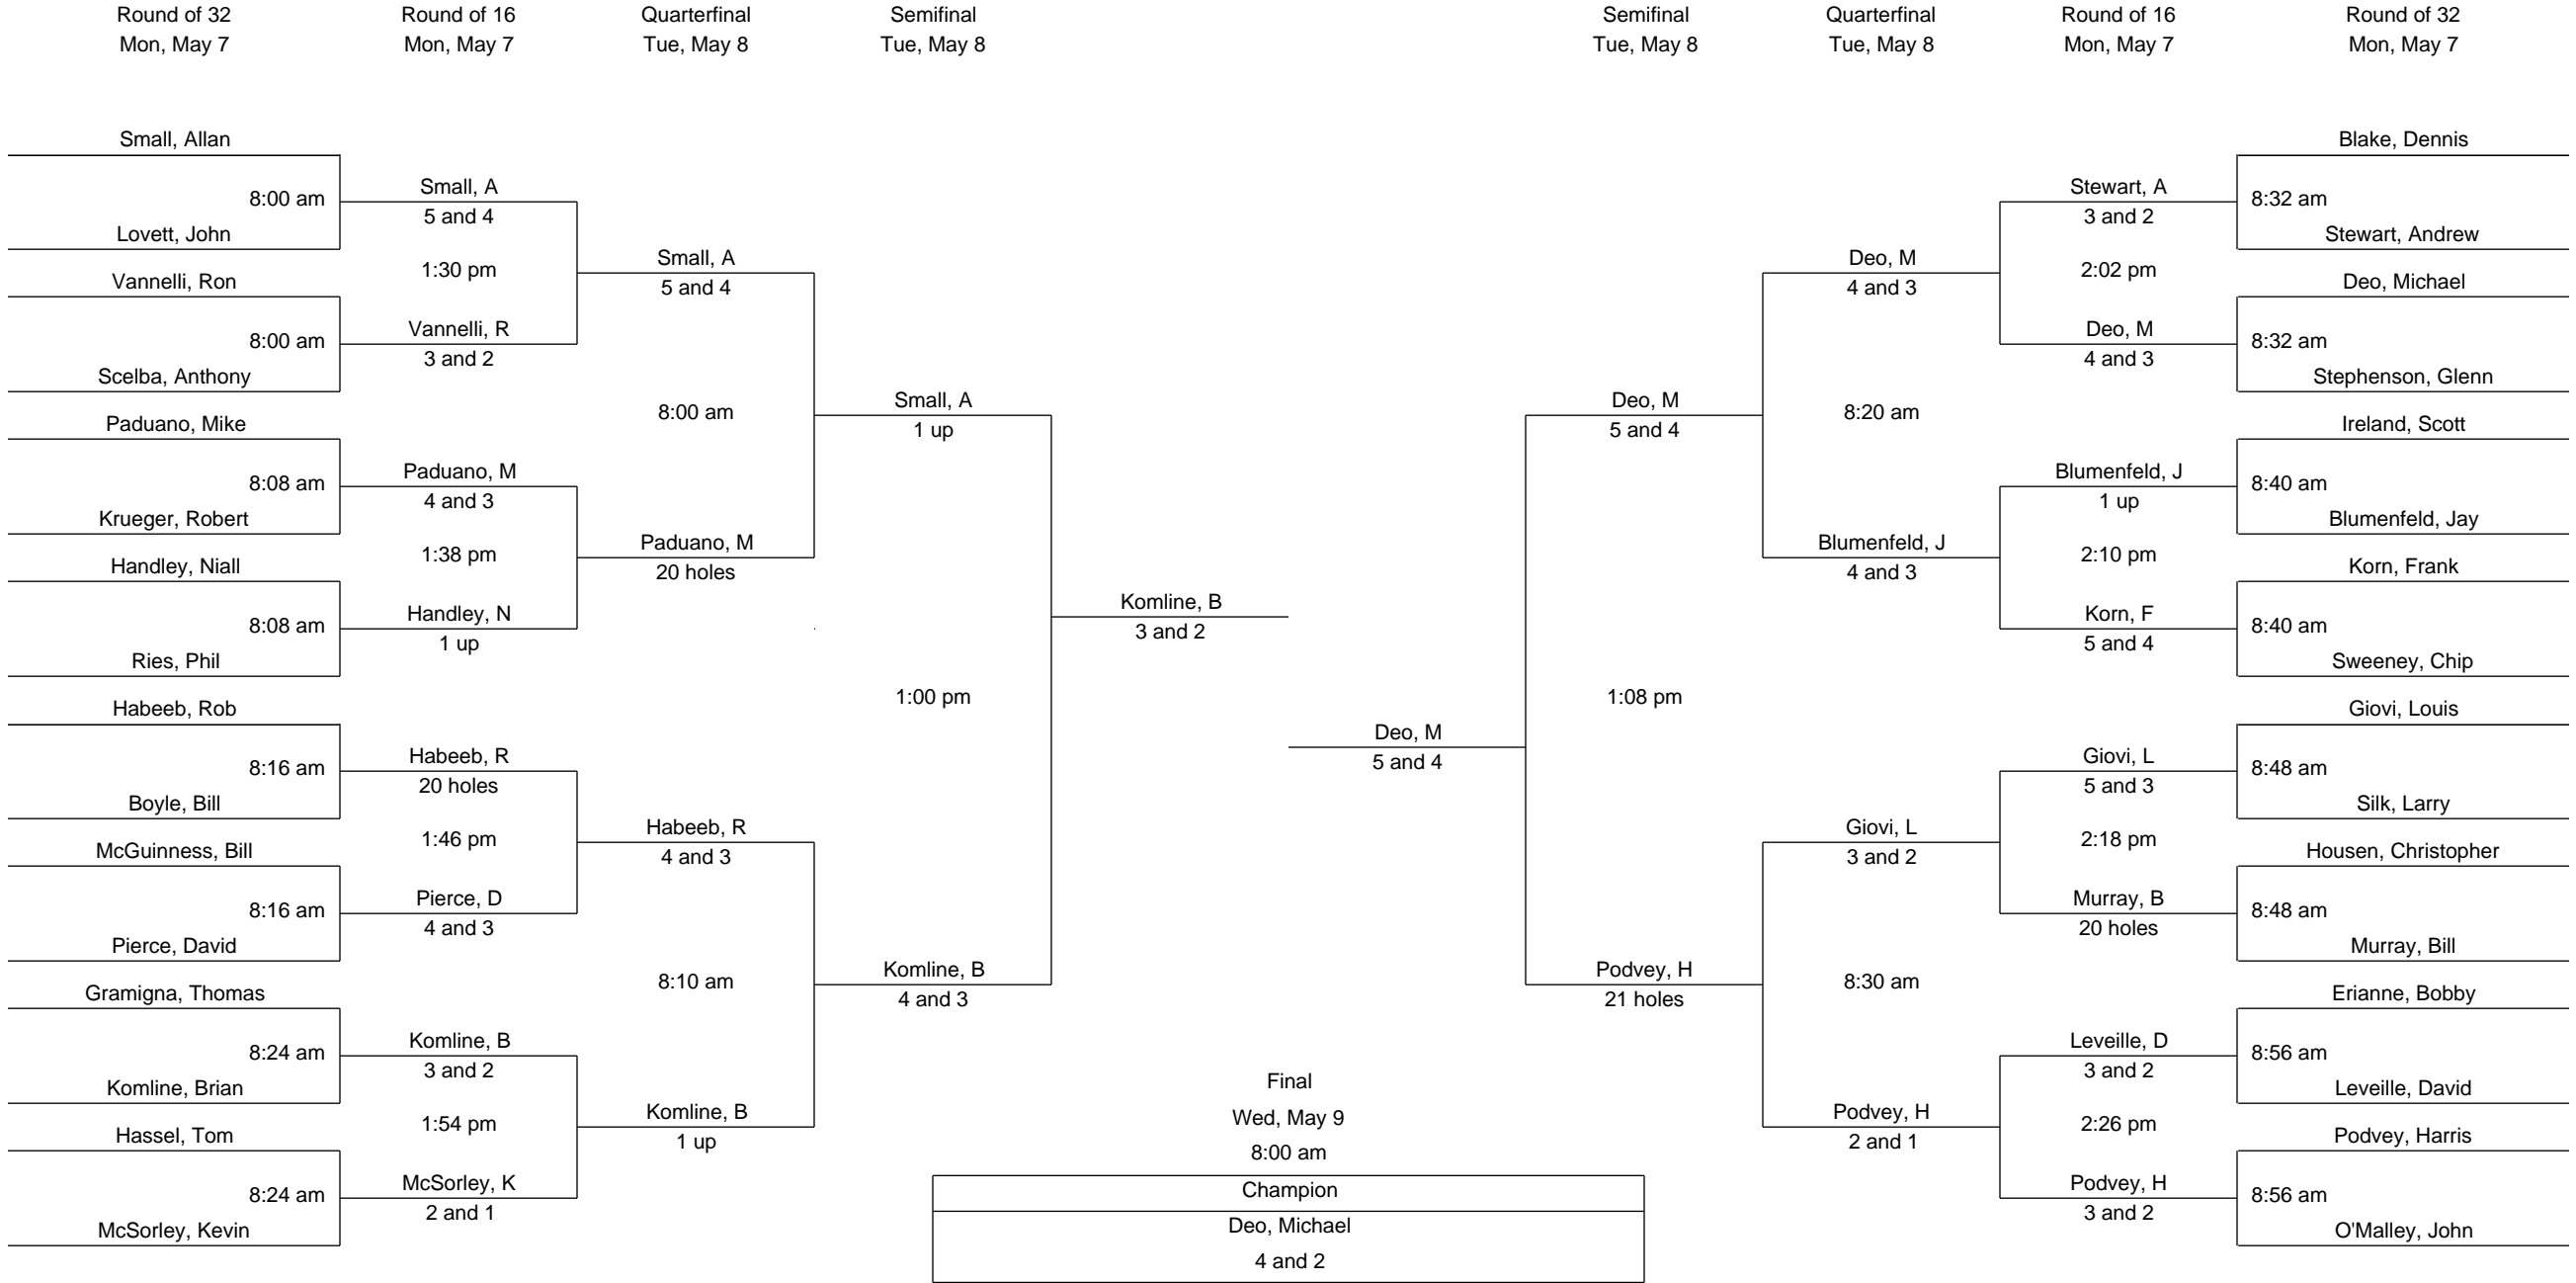 Round of 32
Mon, May 7
Round of 16
Mon, May 7
Quarterfinal
Tue, May 8
Semifinal
Tue, May 8
Semifinal
Tue, May 8
Quarterfinal
Tue, May 8
Round of 16
Mon, May 7
Round of 32
Mon, May 7
Small, Allan
8:00 am
Lovett, John
Vannelli, Ron
8:00 am
Scelba, Anthony
Paduano, Mike
8:08 am
Krueger, Robert
Handley, Niall
8:08 am
Ries, Phil
Habeeb, Rob
8:16 am
Boyle, Bill
McGuinness, Bill
8:16 am
Pierce, David
Gramigna, Thomas
8:24 am
Komline, Brian
Hassel, Tom
8:24 am
McSorley, Kevin
Small, A
5 and 4
1:30 pm
Vannelli, R
3 and 2
Paduano, M
4 and 3
1:38 pm
Handley, N
1 up
Habeeb, R
20 holes
1:46 pm
Pierce, D
4 and 3
Komline, B
3 and 2
1:54 pm
McSorley, K
2 and 1
Small, A
5 and 4
8:00 am
Paduano, M
20 holes
Habeeb, R
4 and 3
8:10 am
Komline, B
1 up
Small, A
1 up
1:00 pm
Komline, B
4 and 3
Komline, B
3 and 2
Deo, M
5 and 4
Deo, M
5 and 4
1:08 pm
Podvey, H
21 holes
Deo, M
4 and 3
8:20 am
Blumenfeld, J
4 and 3
Giovi, L
3 and 2
8:30 am
Podvey, H
2 and 1
Stewart, A
3 and 2
2:02 pm
Deo, M
4 and 3
Blumenfeld, J
1 up
2:10 pm
Korn, F
5 and 4
Giovi, L
5 and 3
2:18 pm
Murray, B
20 holes
Leveille, D
3 and 2
2:26 pm
Podvey, H
3 and 2
Blake, Dennis
8:32 am
Stewart, Andrew
Deo, Michael
8:32 am
Stephenson, Glenn
Ireland, Scott
8:40 am
Blumenfeld, Jay
Korn, Frank
8:40 am
Sweeney, Chip
Giovi, Louis
8:48 am
Silk, Larry
Housen, Christopher
8:48 am
Murray, Bill
Erianne, Bobby
8:56 am
Leveille, David
Podvey, Harris
8:56 am
O'Malley, John
Final
Wed, May 9
8:00 am
Champion
Deo, Michael
4 and 2